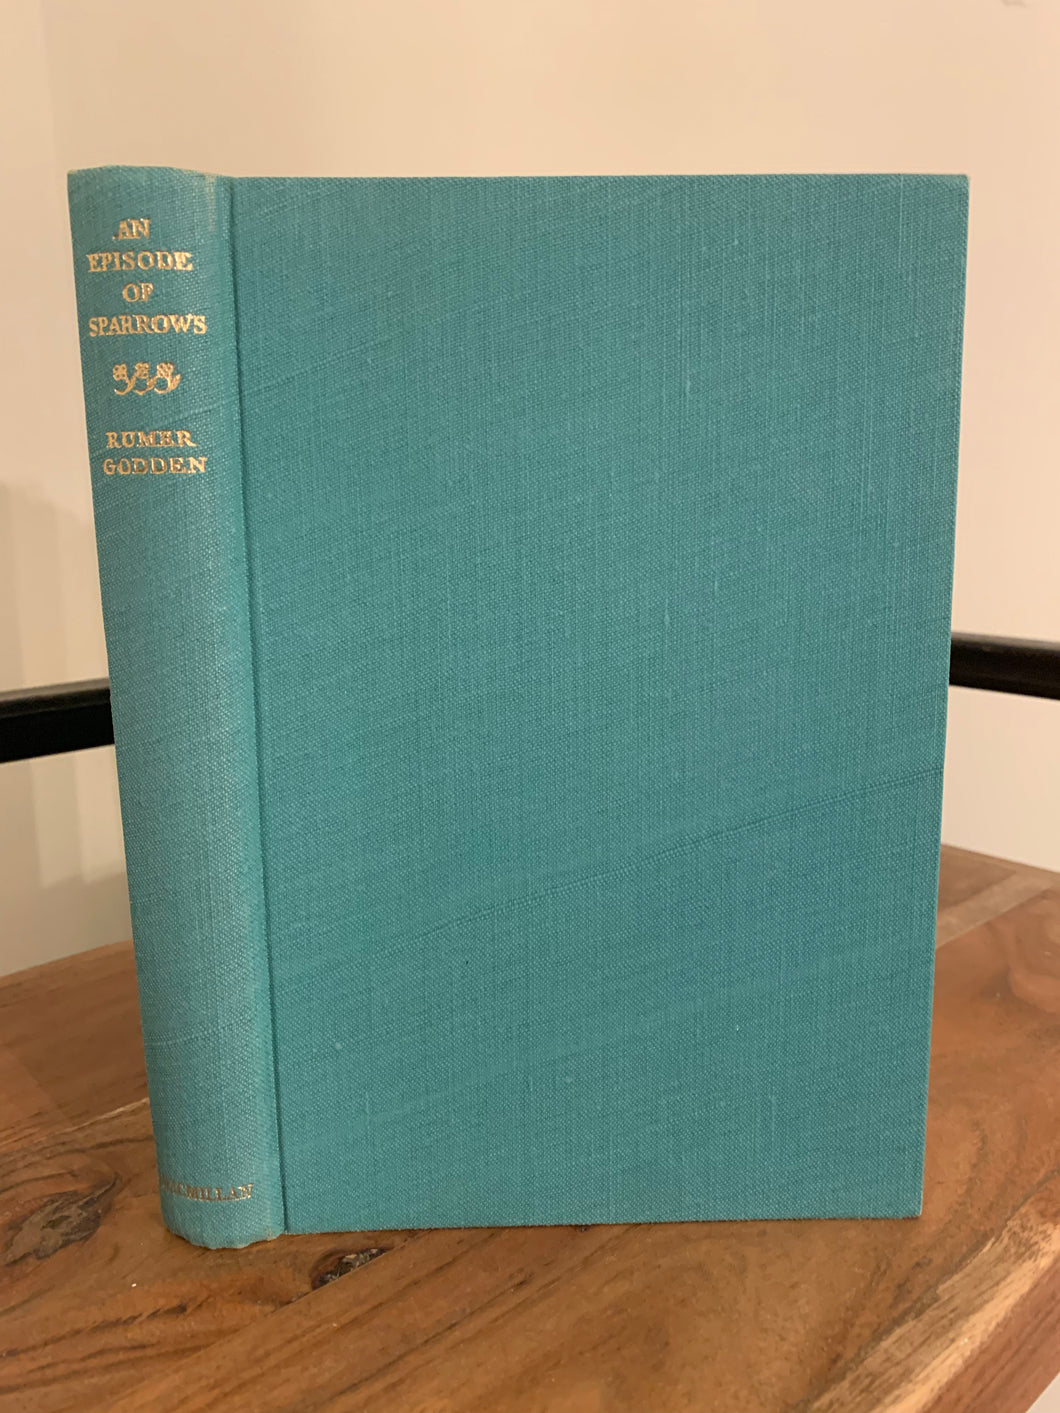 AN
EPISODE
OF
SPARROWS
RUMER
GODDEN
MACMILLAN